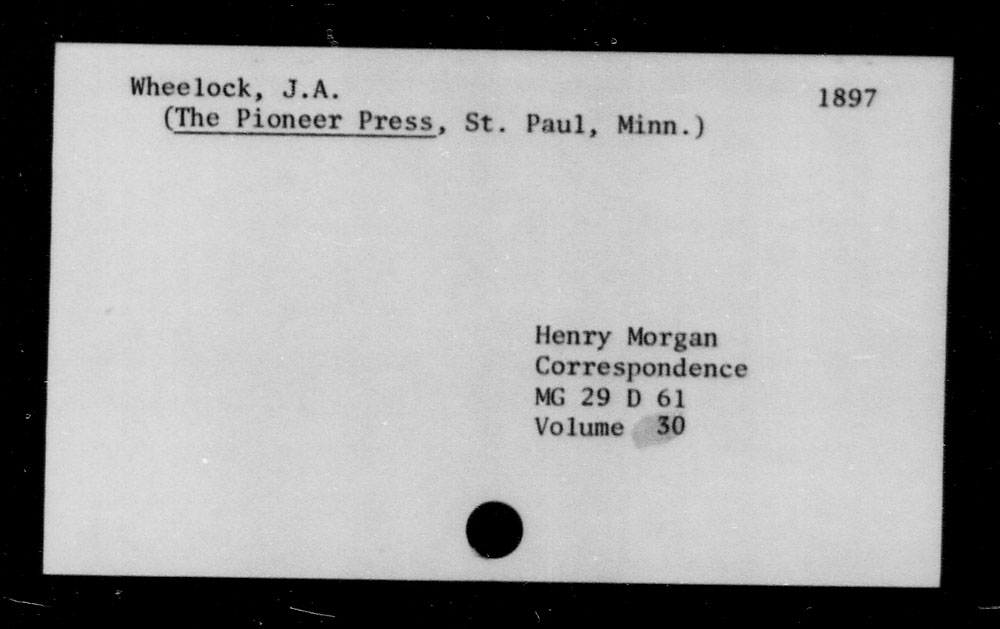 Wheelock, J.A. 1897
(The Pioneer Press, St. Paul, Minn.)
Henry Morgan
Correspondence
MG 29 D 61
Volume 30